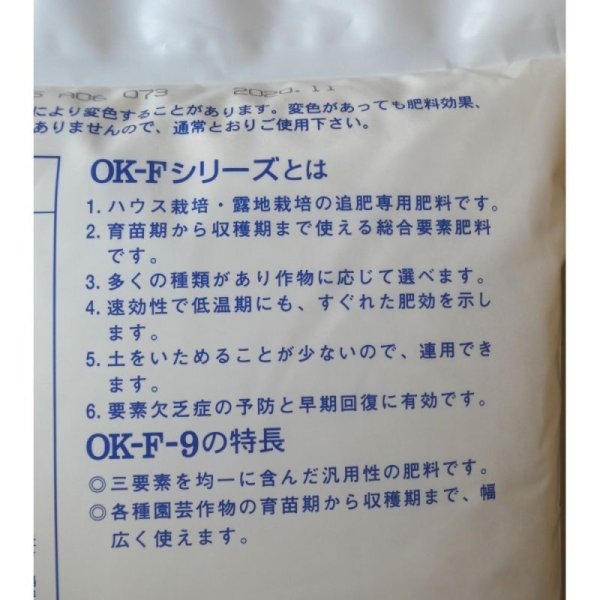 A06 073 2020.11
により変色することがあります。変色があっても肥料効果、
ありませんので、通常とおりご使用下さい。
OK-Fシリーズとは
1. ハウス栽培・露地栽培の追肥専用肥料です。
2. 育苗期から収穫期まで使える総合要素肥料
です。
3. 多くの種類があり作物に応じて選べます。
4. 速効性で低温期にも、すぐれた肥効を示し
ます。
5. 土をいためることが少ないので、連用でき
ます。
6. 要素欠乏症の予防と早期回復に有効です。
OK-F-9の特長
◎三要素を均一に含んだ汎用性の肥料です。
◎各種園芸作物の育苗期から収穫期まで、幅
広く使えます。